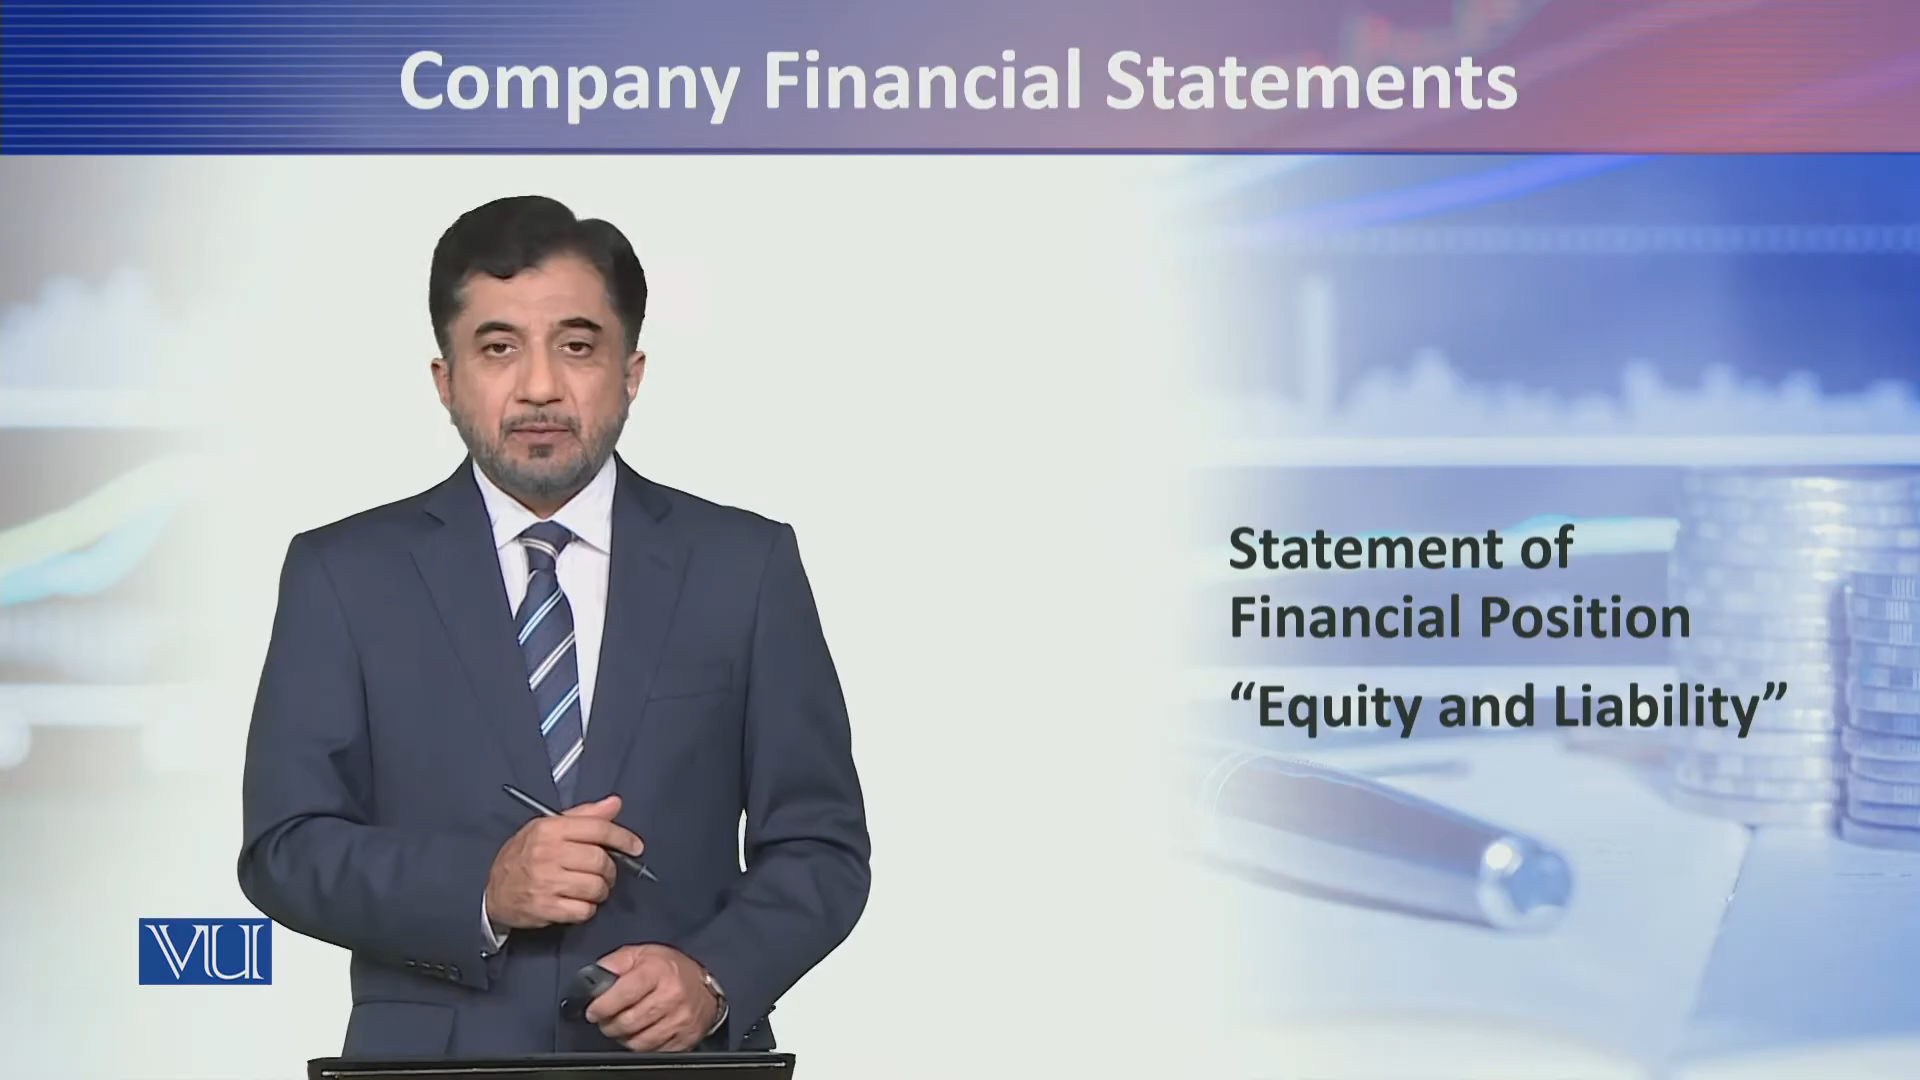 Company Financial Statements
Statement of
Financial Position
“Equity and Liability”
VU